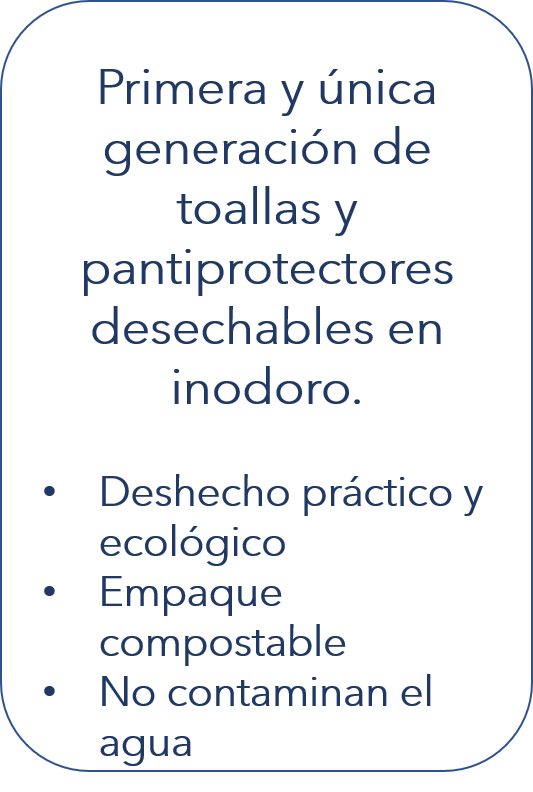 Primera y única
generación de
toallas y
pantiprotectores
desechables en
inodoro.
• Deshecho práctico y
ecológico
• Empaque
compostable
• No contaminan el
agua